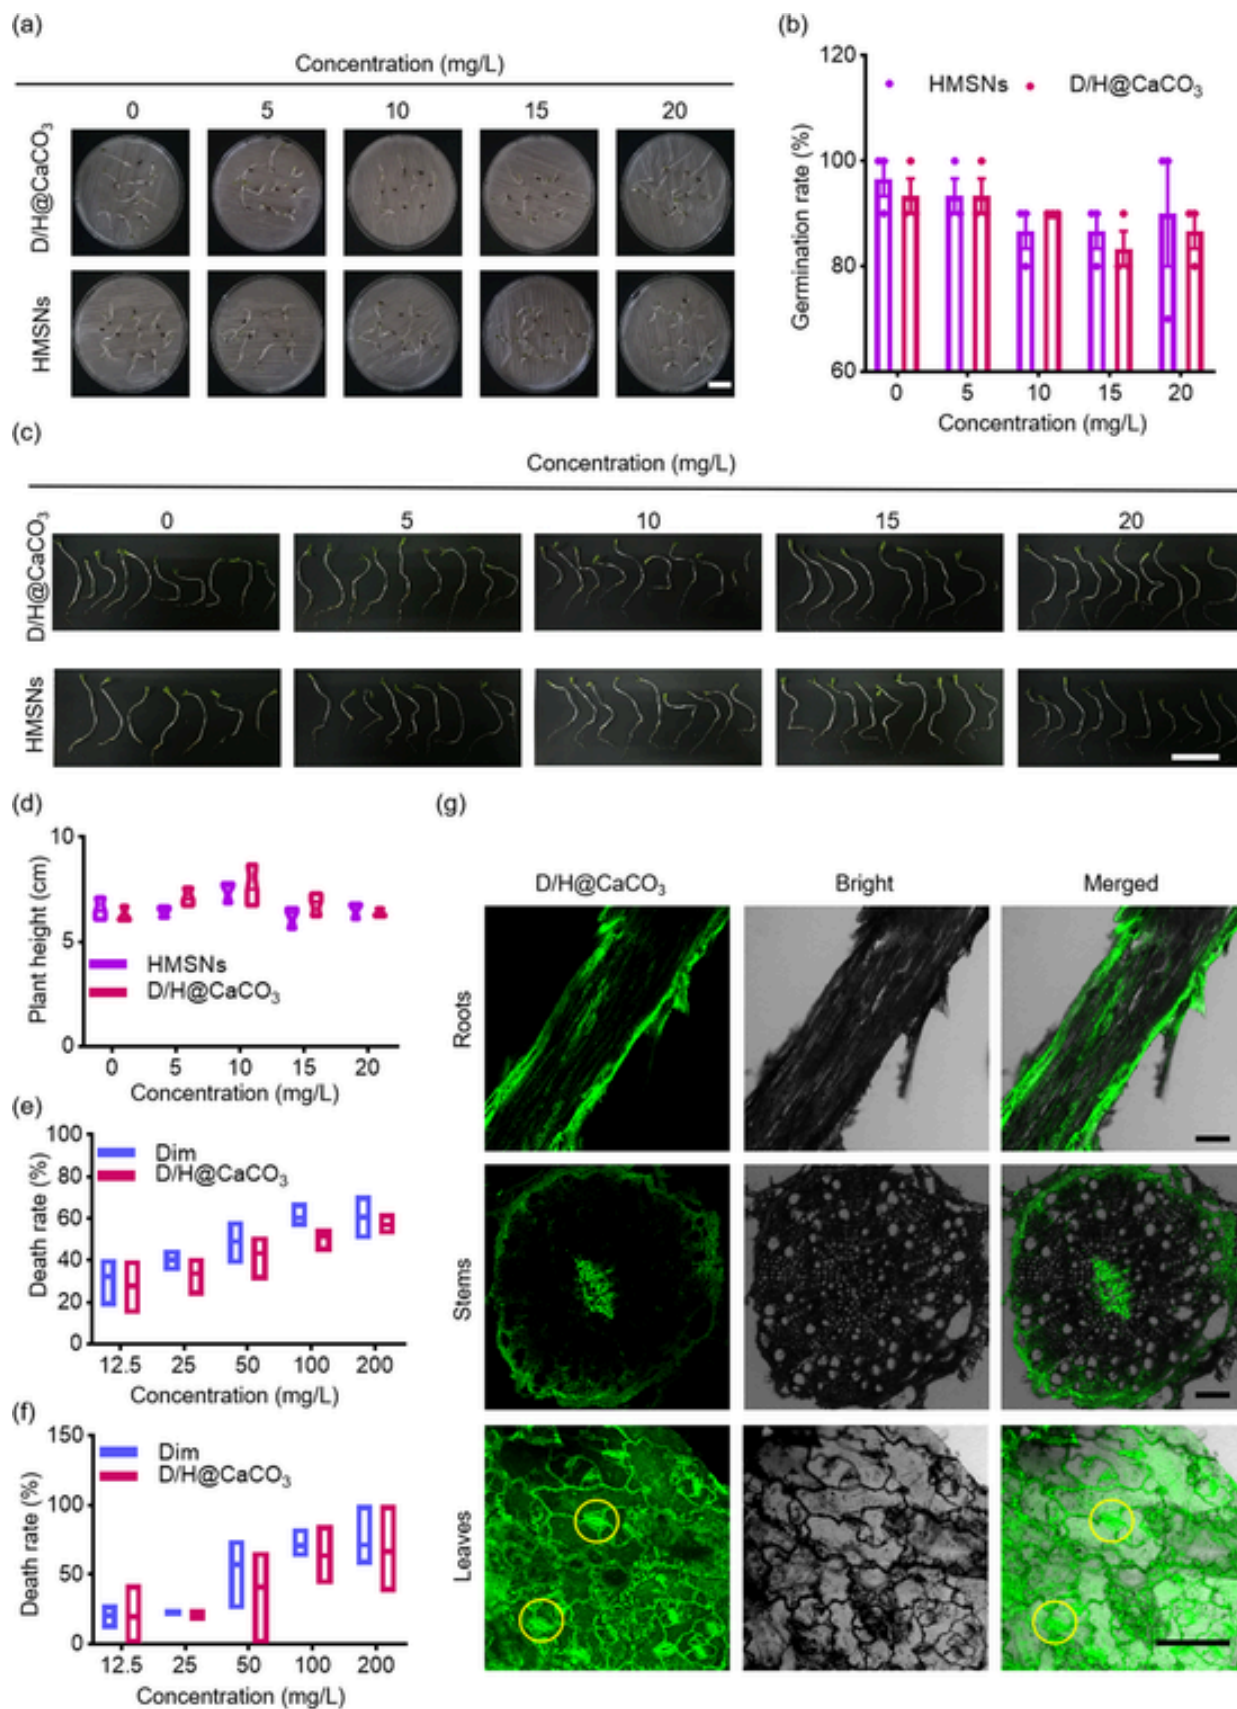 (a)
Concentration (mg/L)
0 5 10 15 20
D/H@CaCO₃
HMSNs
(b)
120
100
80
60
HMSNs D/H@CaCO₃
Germination rate (%)
0 5 10 15 20
Concentration (mg/L)
(c)
Concentration (mg/L)
0 5 10 15 20
D/H@CaCO₃
HMSNs
(d)
10
5
0
Plant height (cm)
HMSNs
D/H@CaCO₃
0 5 10 15 20
Concentration (mg/L)
(e)
100
80
60
40
20
0
Death rate (%)
Dim
D/H@CaCO₃
12.5 25 50 100 200
Concentration (mg/L)
(f)
150
100
50
0
Death rate (%)
Dim
D/H@CaCO₃
12.5 25 50 100 200
Concentration (mg/L)
(g)
D/H@CaCO₃ Bright Merged
Roots
Stems
Leaves